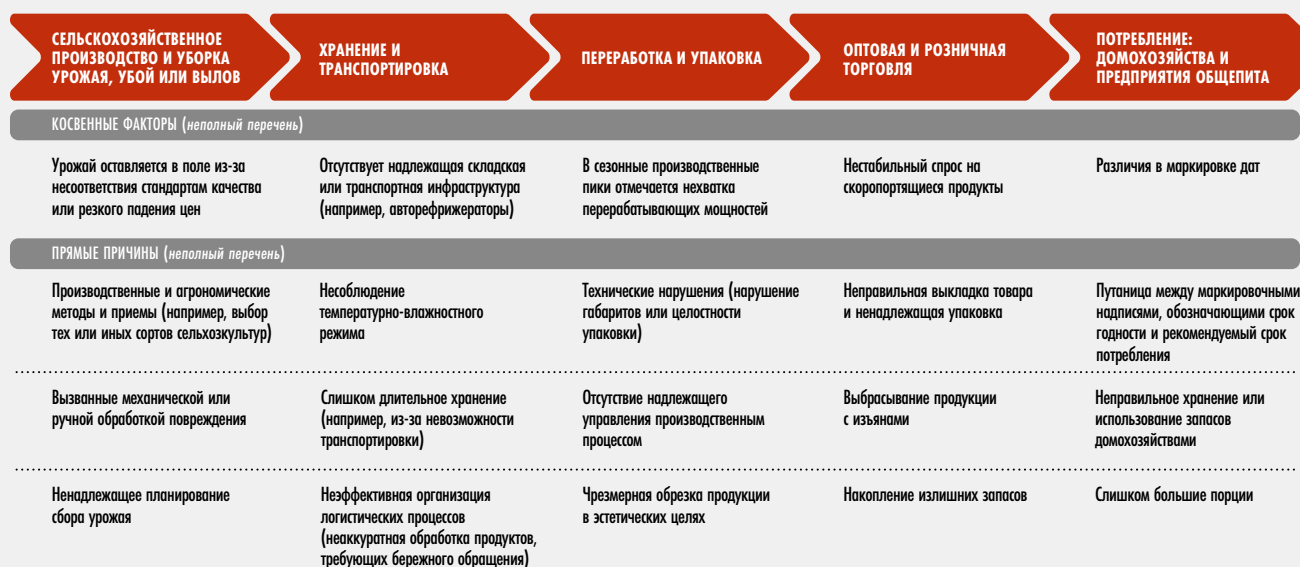 СЕЛЬСКОХОЗЯЙСТВЕННОЕ
ПРОИЗВОДСТВО И УБОРКА
УРОЖАЯ, УБОЙ ИЛИ ВЫЛОВ
ХРАНЕНИЕ И
ТРАНСПОРТИРОВКА
ПЕРЕРАБОТКА И УПАКОВКА
ОПТОВАЯ И РОЗНИЧНАЯ
ТОРГОВЛЯ
ПОТРЕБЛЕНИЕ:
ДОМОХОЗЯЙСТВА И
ПРЕДПРИЯТИЯ ОБЩЕПИТА
КОСВЕННЫЕ ФАКТОРЫ (неполный перечень)
Урожай оставляется в поле из-за
несоответствия стандартам качества
или резкого падения цен
Отсутствует надлежащая складская
или транспортная инфраструктура
(например, авторефрижераторы)
В сезонные производственные
пики отмечается нехватка
перерабатывающих мощностей
Нестабильный спрос на
скоропортящиеся продукты
Различия в маркировке дат
ПРЯМЫЕ ПРИЧИНЫ (неполный перечень)
Производственные и агрономические
методы и приемы (например, выбор
тех или иных сортов сельхозкультур)
Несоблюдение
температурно-влажностного
режима
Технические нарушения (нарушение
габаритов или целостности
упаковки)
Неправильная выкладка товара
и ненадлежащая упаковка
Путаница между маркировочными
надписями, обозначающими срок
годности и рекомендуемый срок
потребления
Вызванные механической или
ручной обработкой повреждения
Слишком длительное хранение
(например, из-за невозможности
транспортировки)
Отсутствие надлежащего
управления производственным
процессом
Выбрасывание продукции
с изъянами
Неправильное хранение или
использование запасов
домохозяйствами
Ненадлежащее планирование
сбора урожая
Неэффективная организация
логистических процессов
(неаккуратная обработка продуктов,
требующих бережного обращения)
Чрезмерная обрезка продукции
в эстетических целях
Накопление излишних запасов
Слишком большие порции